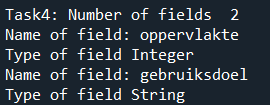 Task4: Number of fields  2
Name of field: oppervlakte
Type of field Integer
Name of field: gebruiksdoel
Type of field String